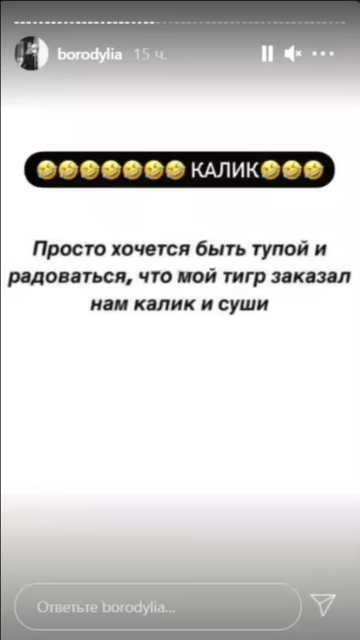 borodylia 15 ч.
🤣🤣🤣🤣🤣🤣🤣 КАЛИК🤣🤣🤣
Просто хочется быть тупой и
радоваться, что мой тигр заказал
нам калик и суши
Ответьте borodylia...